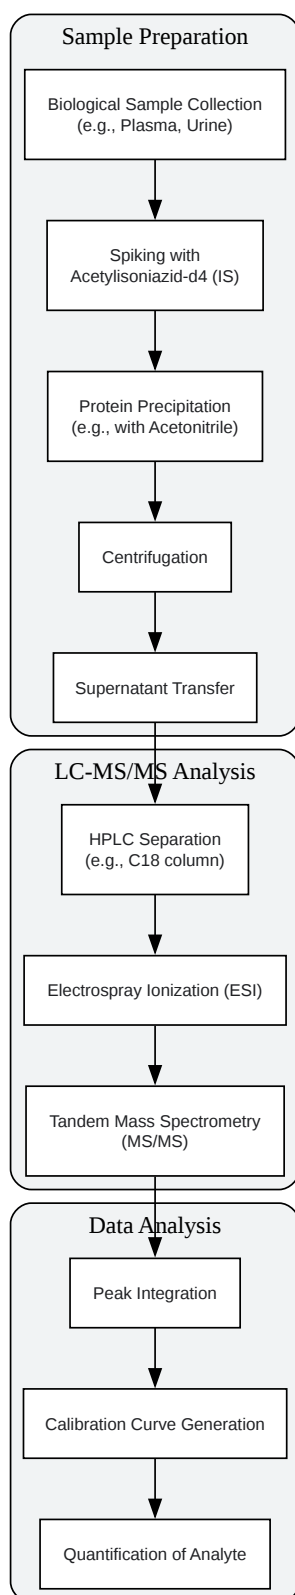 Sample Preparation
Biological Sample Collection
(e.g., Plasma, Urine)
Spiking with
Acetylisoniazid-d4 (IS)
Protein Precipitation
(e.g., with Acetonitrile)
Centrifugation
Supernatant Transfer
LC-MS/MS Analysis
HPLC Separation
(e.g., C18 column)
Electrospray Ionization (ESI)
Tandem Mass Spectrometry
(MS/MS)
Data Analysis
Peak Integration
Calibration Curve Generation
Quantification of Analyte